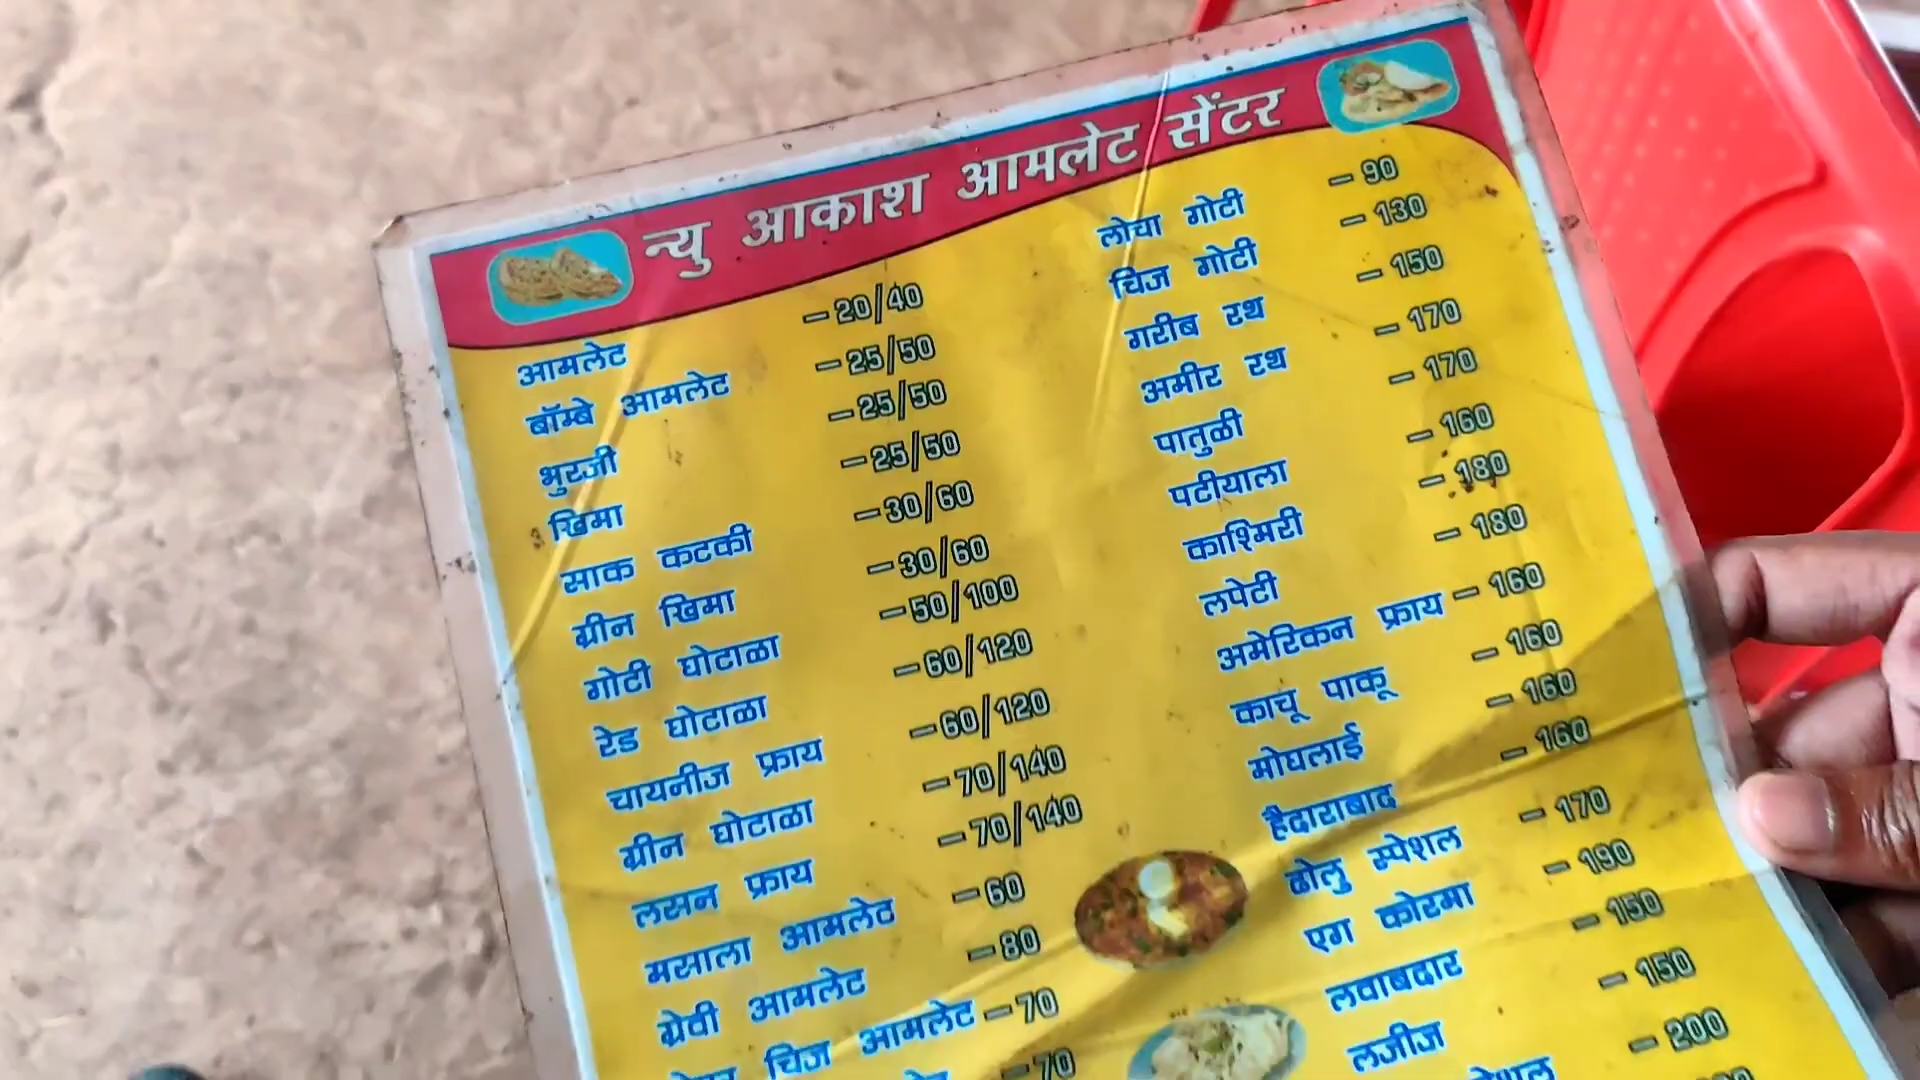 न्यु आकाश आमलेट सेंटर
आमलेट – 20/40
बॉम्बे आमलेट – 25/50
भुरजी – 25/50
खिमा – 25/50
साक कटकी – 30/60
ग्रीन खिमा – 30/60
गोटी घोटाळा – 50/100
रेड घोटाळा – 60/120
चायनीज फ्राय – 60/120
ग्रीन घोटाळा – 70/140
लसन फ्राय – 70/140
मसाला आमलेट – 60
ग्रेवी आमलेट – 80
चिज आमलेट – 70
– 70
लोचा गोटी – 90
चिज गोटी – 130
गरीब रथ – 150
अमीर रथ – 170
पातुळी – 170
पटीयाला – 160
काश्मिरी – 180
लपेटी – 180
अमेरिकन फ्राय – 160
काचू पाकू – 160
मोघलाई – 160
हैदाराबाद – 160
ढोलु स्पेशल – 170
एग कोरमा – 190
लवाबदार – 150
लजीज – 150
– 200